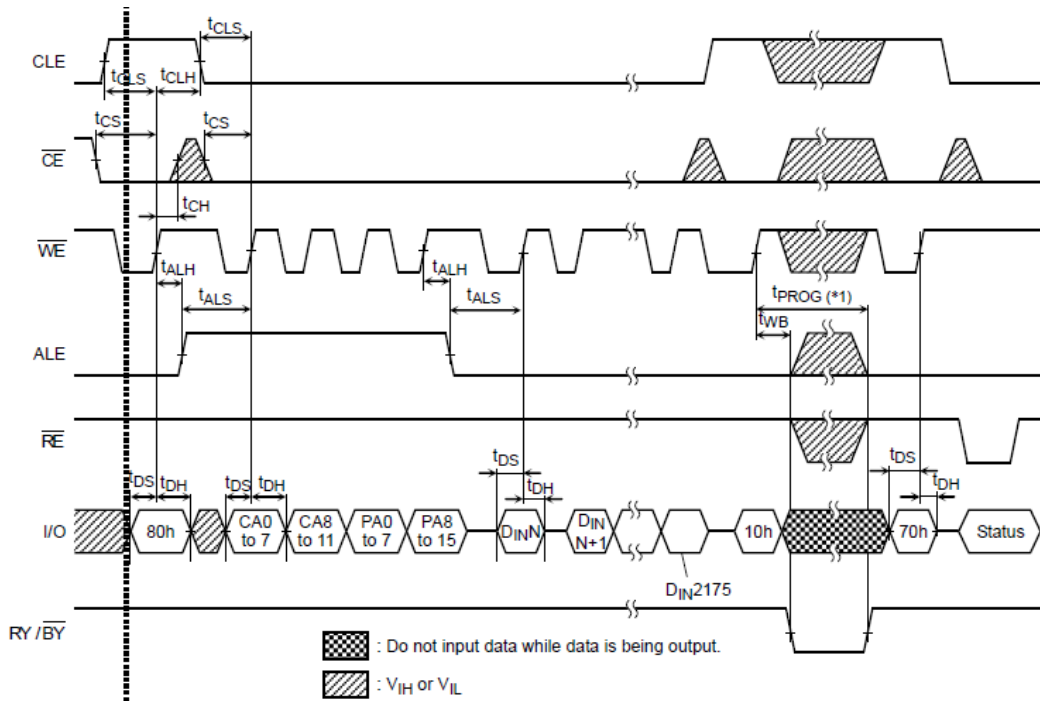 tCLS
CLE
tCLS tCLH
tCS tCS
CE
tCH
WE
tALH tALH
tALS tALS tPROG (*1)
tWB
ALE
RE
tDS tDH tDS tDH tDS tDH tDS tDH
I/O 80h CA0 to 7 CA8 to 11 PA0 to 7 PA8 to 15 DINN DIN N+1 10h 70h Status
DIN2175
RY / BY
: Do not input data while data is being output.
: VIH or VIL